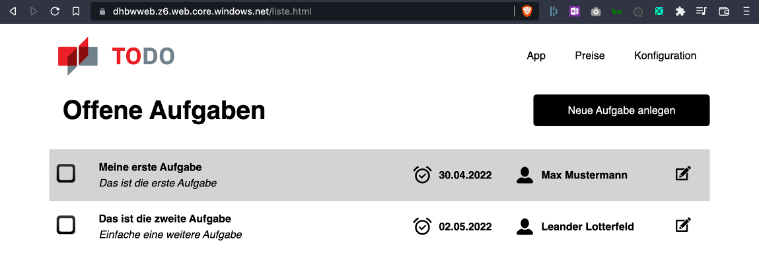 dhbwweb.z6.web.core.windows.net/liste.html
TODO
App Preise Konfiguration
Offene Aufgaben
Neue Aufgabe anlegen
Meine erste Aufgabe
Das ist die erste Aufgabe
30.04.2022
Max Mustermann
Das ist die zweite Aufgabe
Einfache eine weitere Aufgabe
02.05.2022
Leander Lotterfeld